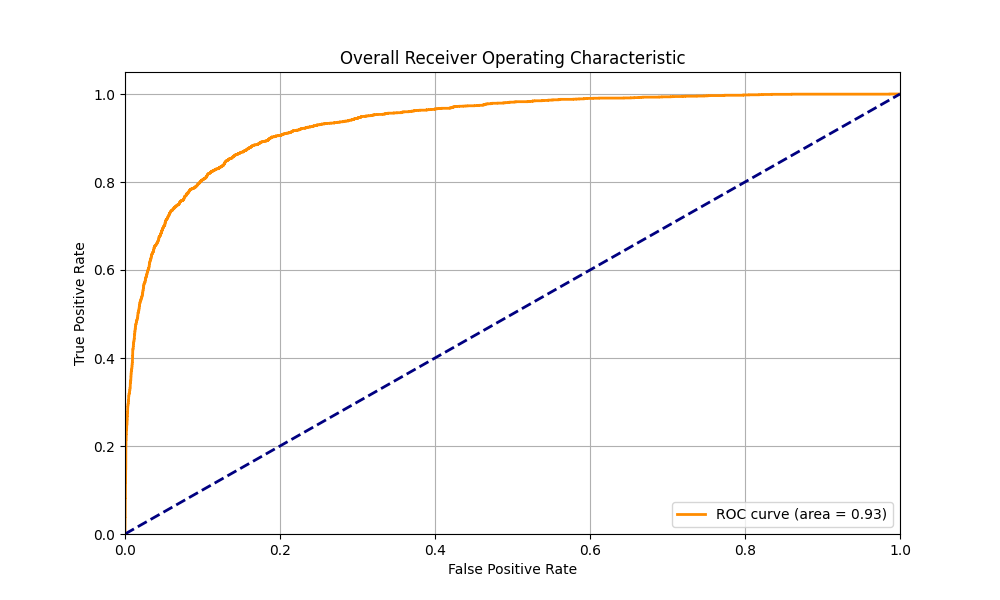 Overall Receiver Operating Characteristic
1.0
0.8
0.6
0.4
0.2
0.0
True Positive Rate
ROC curve (area = 0.93)
0.0 0.2 0.4 0.6 0.8 1.0
False Positive Rate